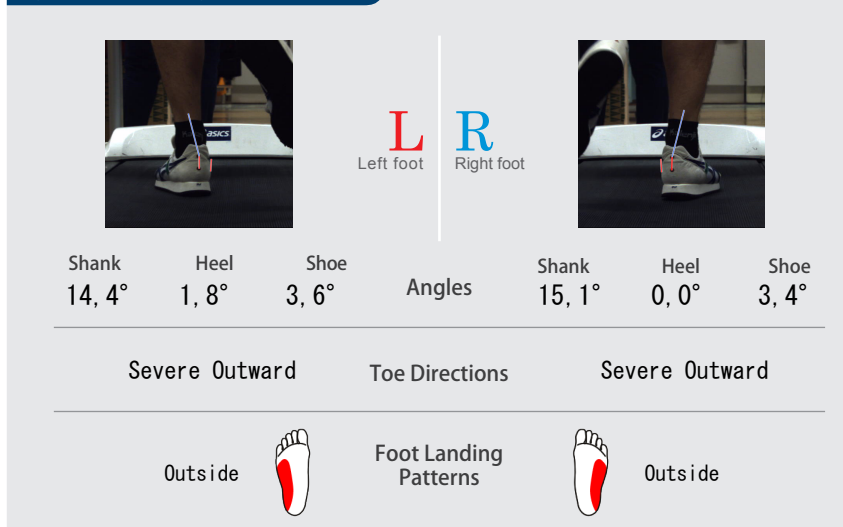 asics
L
Left foot
R
Right foot
Shank Heel Shoe
14,4° 1,8° 3,6°
Angles
Shank Heel Shoe
15,1° 0,0° 3,4°
Severe Outward Toe Directions Severe Outward
Outside Foot Landing Patterns Outside